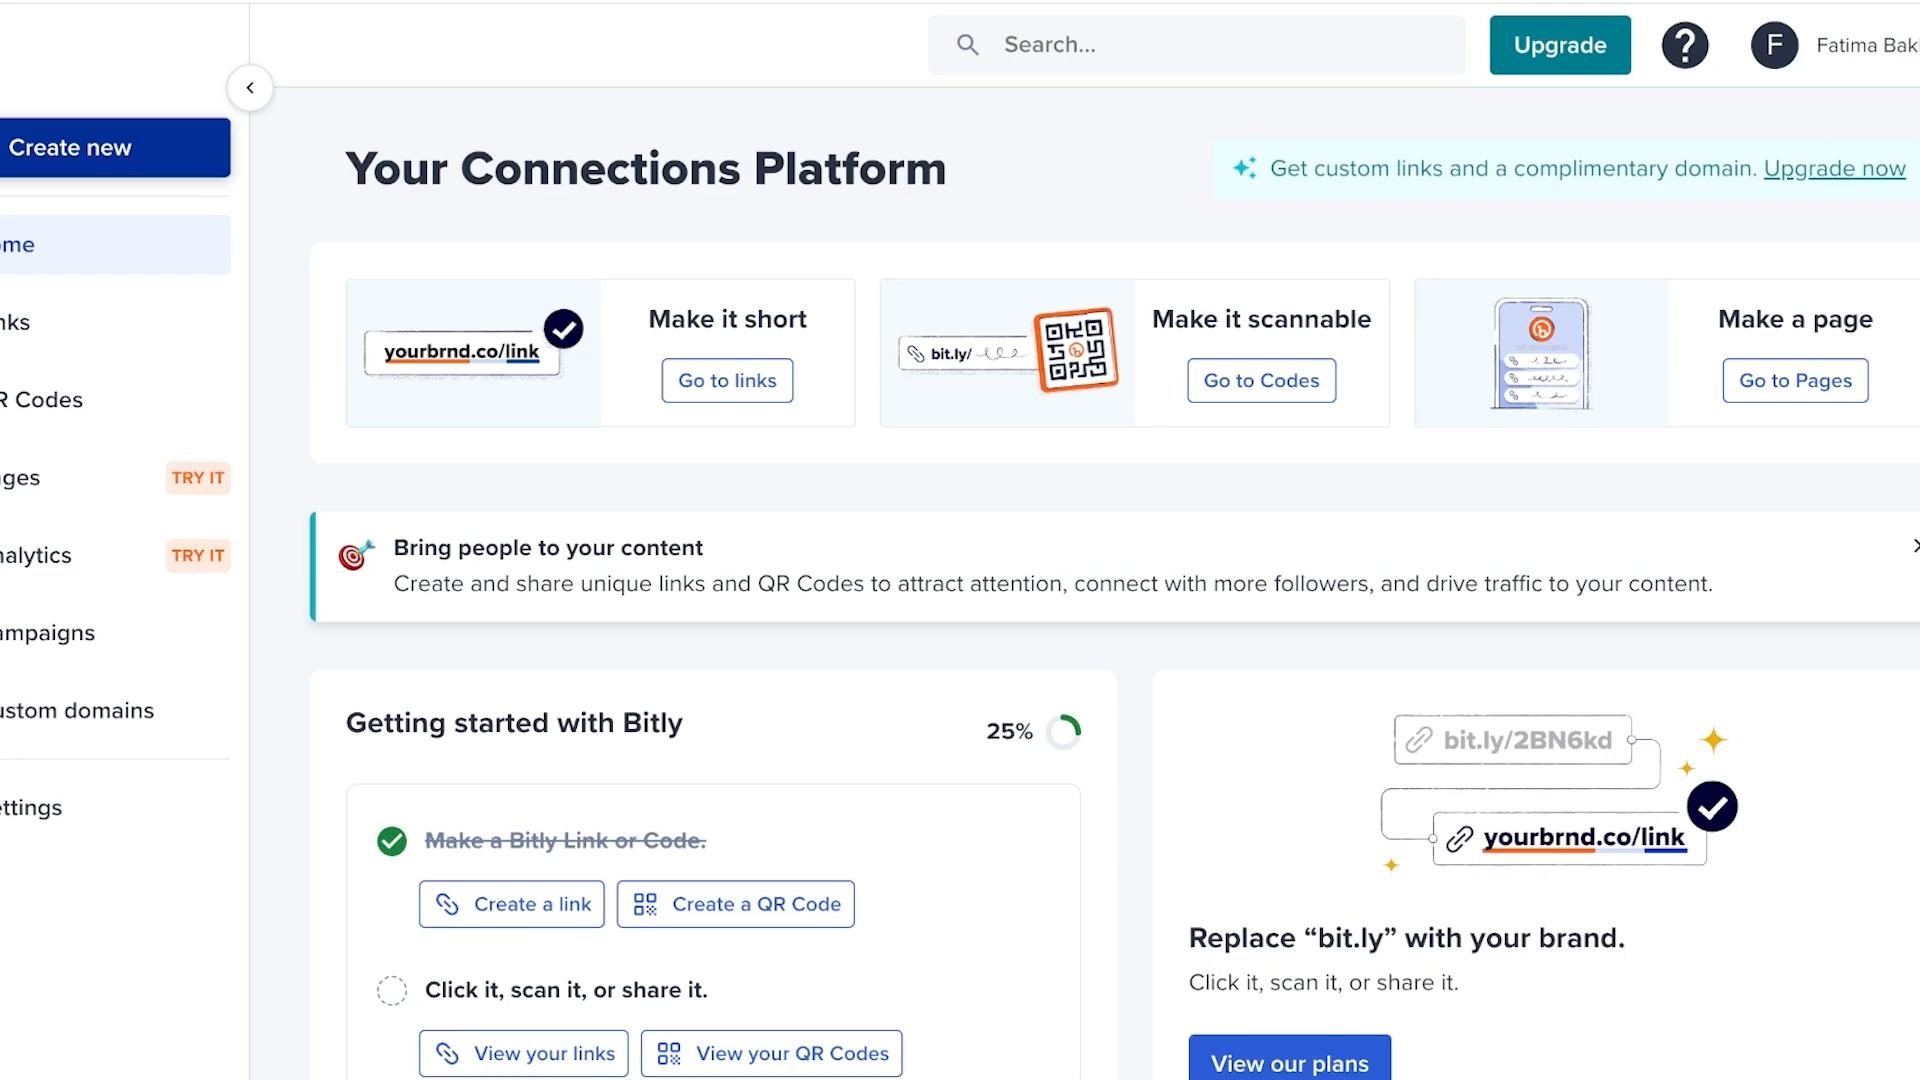 Search...
Upgrade
?
F
Fatima Bak
Create new
Your Connections Platform
Get custom links and a complimentary domain. Upgrade now
ome
nks
R Codes
ges
TRY IT
nalytics
TRY IT
ampaigns
ustom domains
ettings
yourbrnd.co/link
Make it short
Go to links
bit.ly/
Make it scannable
Go to Codes
Make a page
Go to Pages
Bring people to your content
Create and share unique links and QR Codes to attract attention, connect with more followers, and drive traffic to your content.
Getting started with Bitly
25%
Make a Bitly Link or Code.
Create a link
Create a QR Code
Click it, scan it, or share it.
View your links
View your QR Codes
bit.ly/2BN6kd
yourbrnd.co/link
Replace “bit.ly” with your brand.
Click it, scan it, or share it.
View our plans